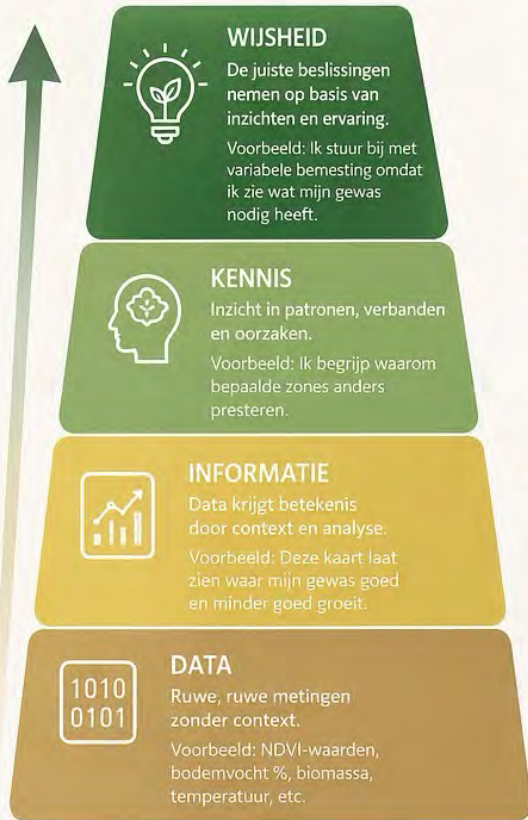 WIJSHEID
De juiste beslissingen
nemen op basis van
inzichten en ervaring.
Voorbeeld: Ik stuur bij met
variabele bemesting omdat
ik zie wat mijn gewas
nodig heeft.
KENNIS
Inzicht in patronen, verbanden
en oorzaken.
Voorbeeld: Ik begrijp waarom
bepaalde zones anders
presteren.
INFORMATIE
Data krijgt betekenis
door context en analyse.
Voorbeeld: Deze kaart laat
zien waar mijn gewas goed
en minder goed groeit.
1010
0101
DATA
Ruwe, ruwe metingen
zonder context.
Voorbeeld: NDVI-waarden,
bodemvocht %, biomassa,
temperatuur, etc.